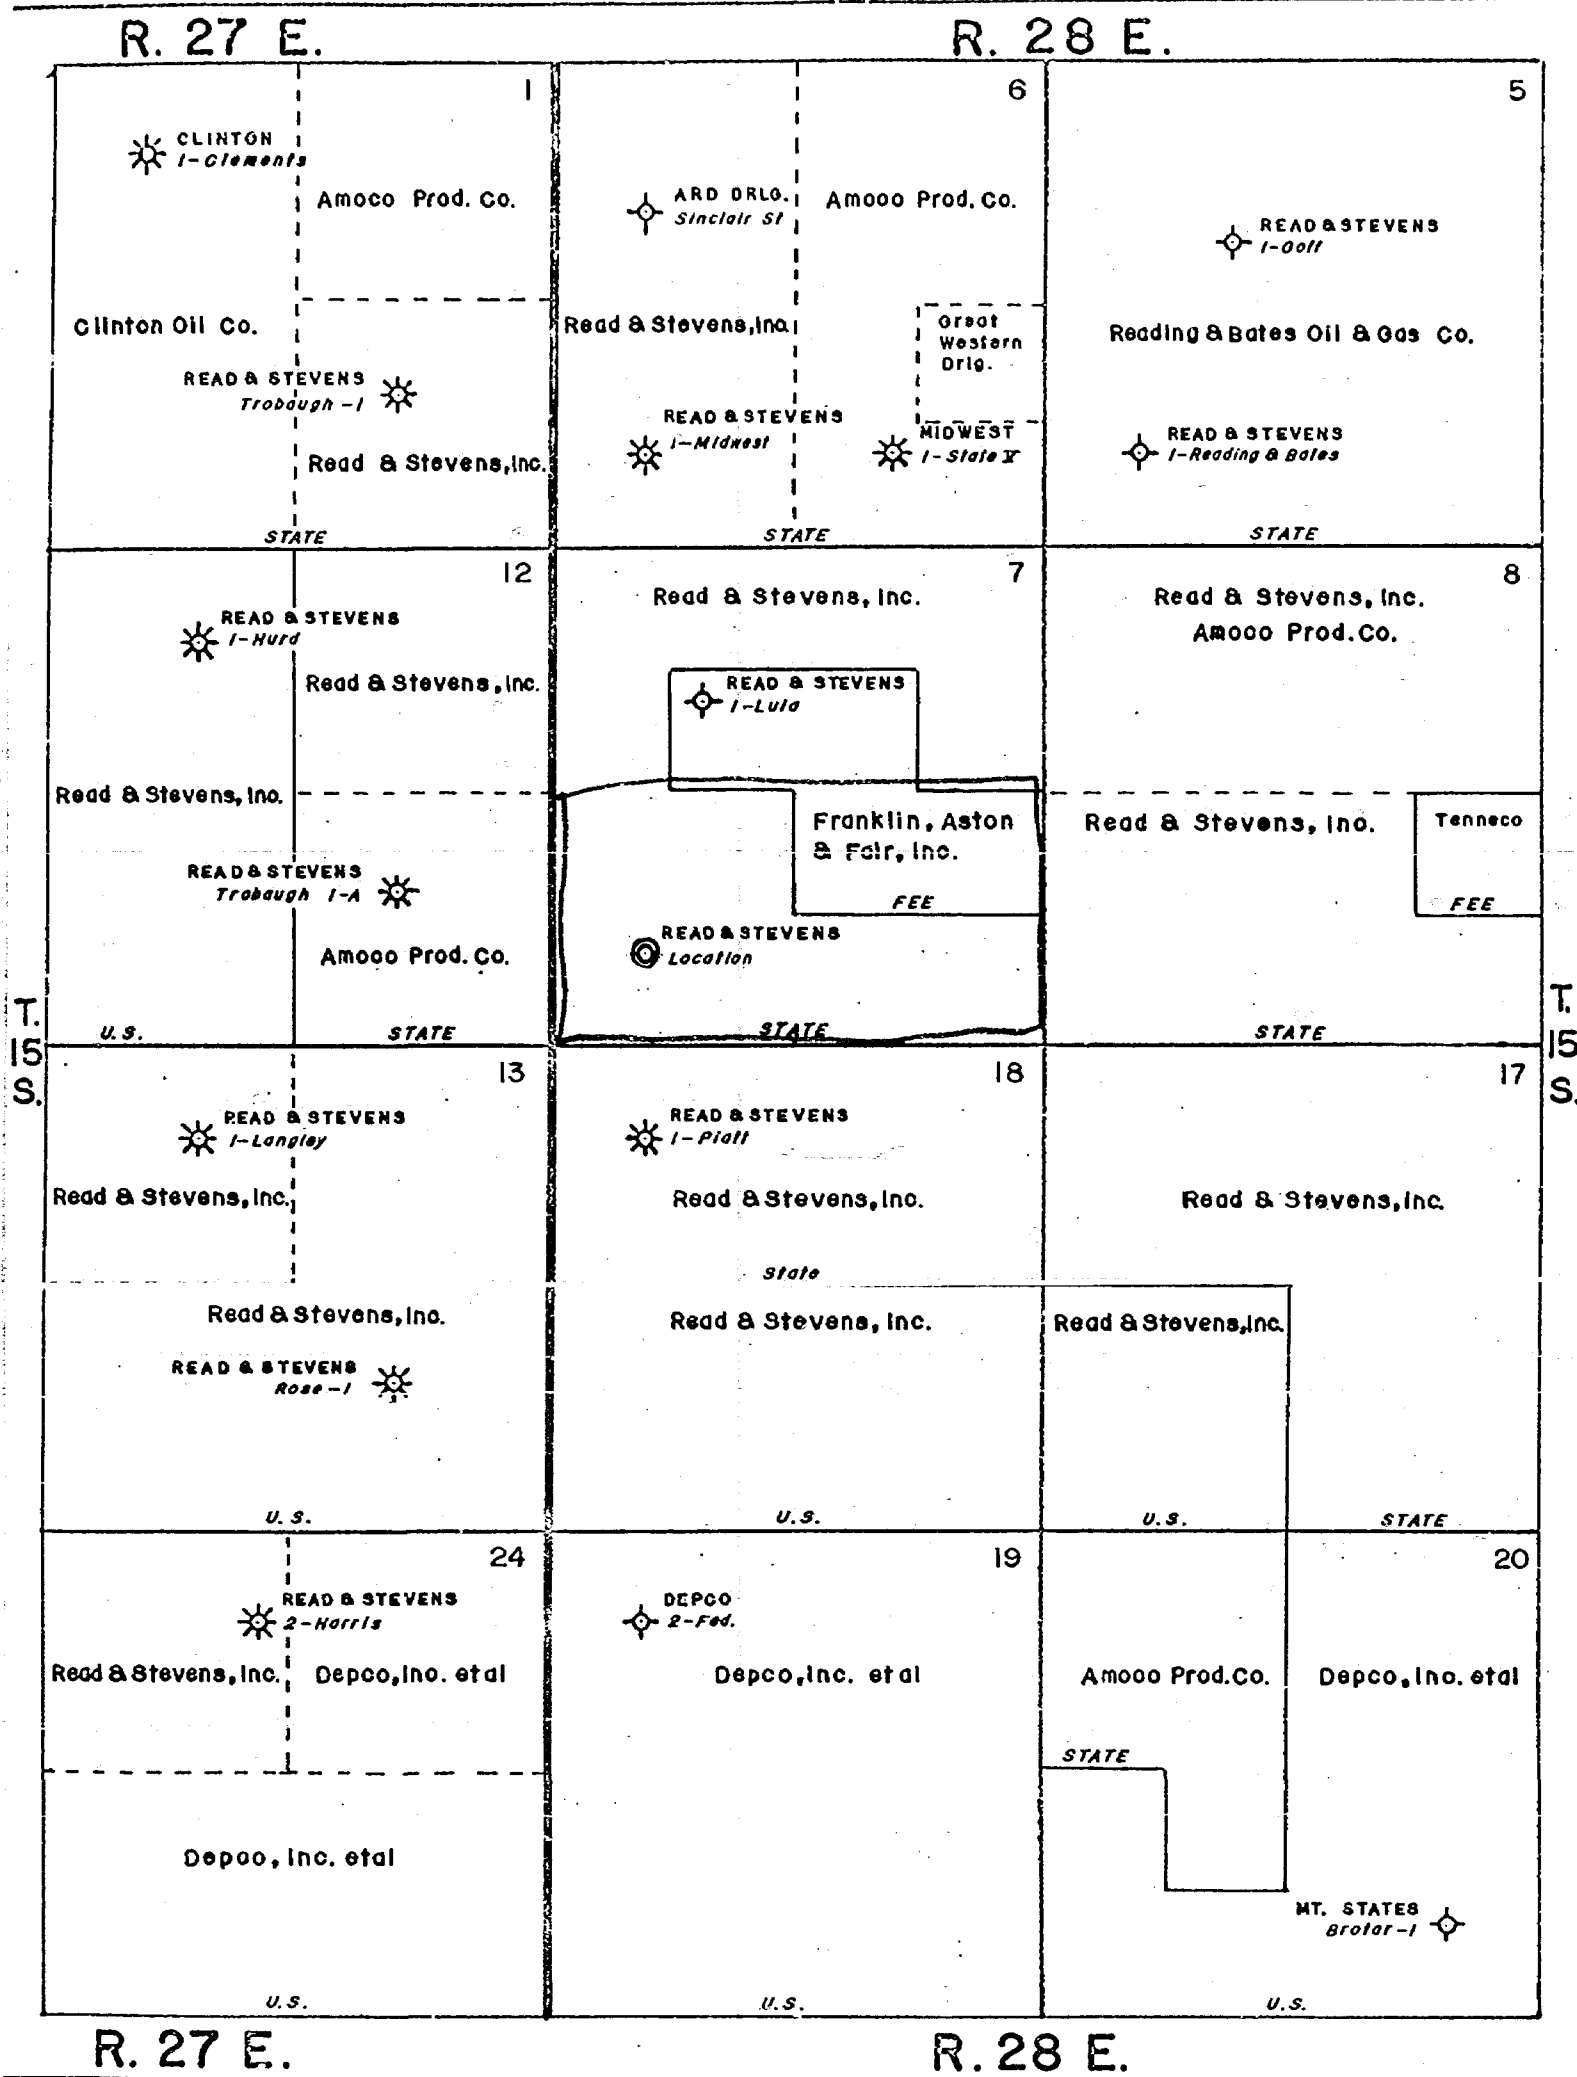 R. 27 E.
R. 28 E.
1
CLINTON
1-Clements
Amoco Prod. Co.
Clinton Oil Co.
READ & STEVENS
Trobaugh-1
Read & Stevens, Inc.
STATE
6
ARD DRLG.
Sinclair St
Amoco Prod. Co.
Read & Stevens, Inc.
Great
Western
Drlg.
READ & STEVENS
1-Midwest
MIDWEST
1-State V
STATE
5
READ & STEVENS
1-Goff
Reading & Bates Oil & Gas Co.
READ & STEVENS
1-Reading & Bates
STATE
12
READ & STEVENS
1-Hurd
Read & Stevens, Inc.
Read & Stevens, Inc.
READ & STEVENS
Trobaugh 1-A
Amoco Prod. Co.
U.S.
STATE
7
Read & Stevens, Inc.
READ & STEVENS
1-Lula
Franklin, Aston
& Fair, Inc.
FEE
READ & STEVENS
Location
STATE
8
Read & Stevens, Inc.
Amoco Prod. Co.
Read & Stevens, Inc.
Tenneco
FEE
STATE
T.
15
S.
T.
15
S.
13
READ & STEVENS
1-Langley
Read & Stevens, Inc.
Read & Stevens, Inc.
READ & STEVENS
Rose-1
U.S.
18
READ & STEVENS
1-Piatt
Read & Stevens, Inc.
State
Read & Stevens, Inc.
U.S.
17
Read & Stevens, Inc.
Read & Stevens, Inc.
U.S.
STATE
24
READ & STEVENS
2-Harris
Read & Stevens, Inc.
Depco, Inc. etal
Depco, Inc. etal
U.S.
19
DEPCO
2-Fed.
Depco, Inc. etal
U.S.
20
Amoco Prod. Co.
Depco, Inc. etal
STATE
MT. STATES
Brotar-1
U.S.
R. 27 E.
R. 28 E.